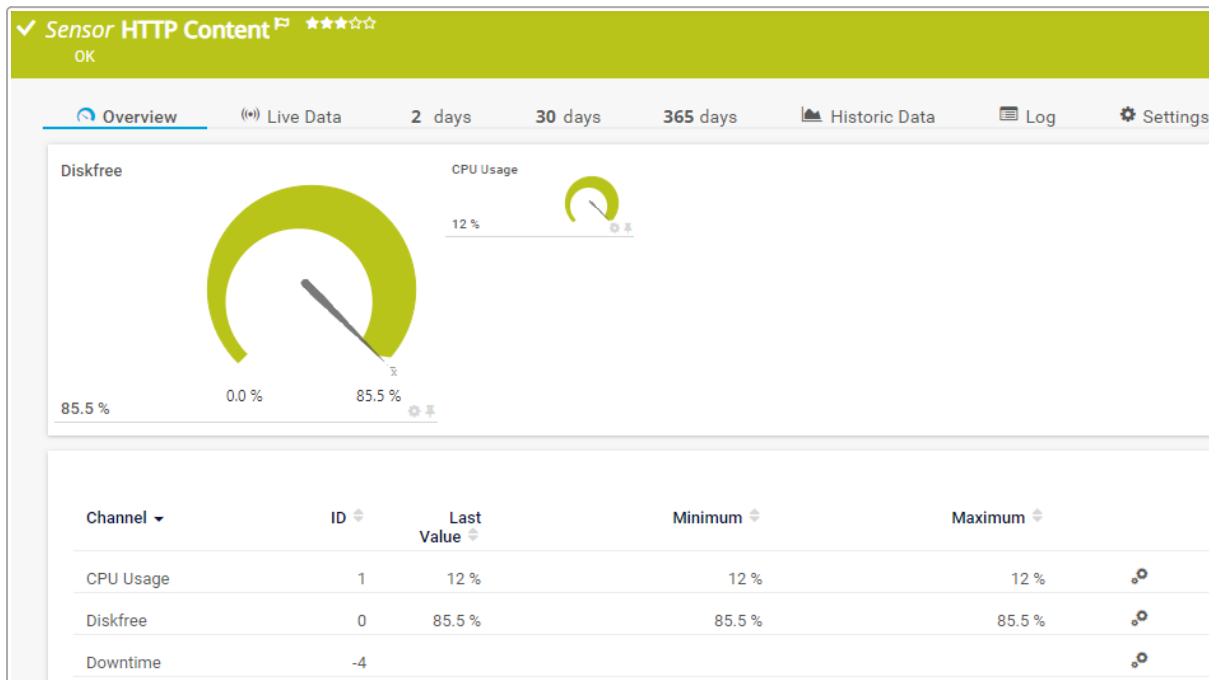 Sensor HTTP Content
OK
Overview Live Data 2 days 30 days 365 days Historic Data Log Settings
Diskfree
CPU Usage
12 %
x̄
0.0 % 85.5 %
85.5 %
Channel ID Last Value Minimum Maximum
CPU Usage 1 12 % 12 % 12 %
Diskfree 0 85.5 % 85.5 % 85.5 %
Downtime -4